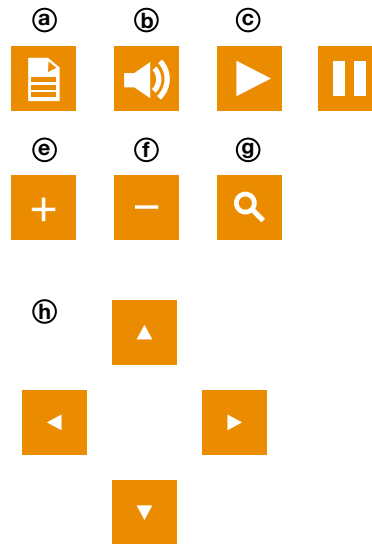 ⓐ ⓑ ⓒ
ⓔ ⓕ ⓖ
ⓗ